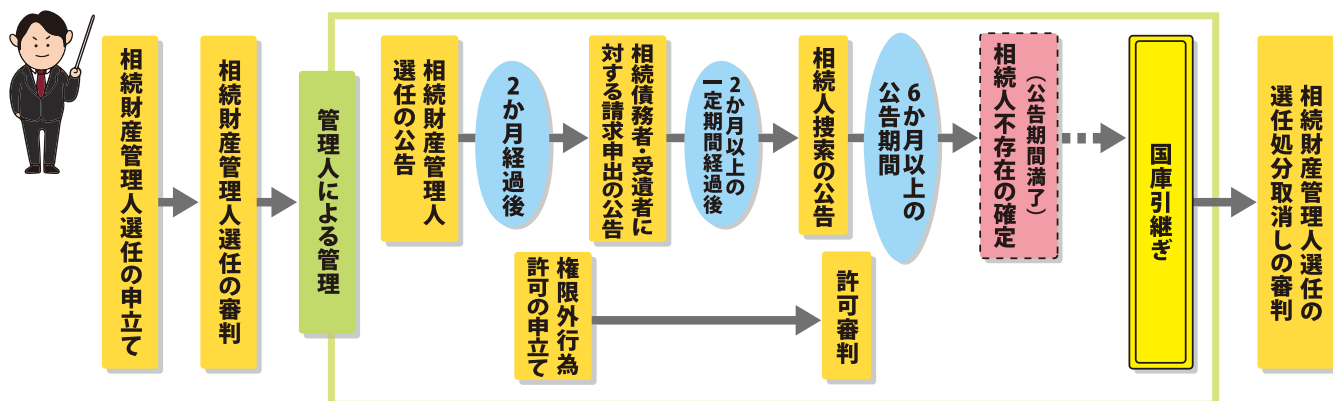 相続財産管理人選任の申立て
相続財産管理人選任の審判
管理人による管理
相続財産管理人
選任の公告
2か月経過後
相続債務者・受遺者に
対する請求申出の公告
2か月以上の
一定期間経過後
相続人捜索の公告
6か月以上の
公告期間
（公告期間満了）
相続人不存在の確定
国庫引継ぎ
相続財産管理人選任の
選任処分取消しの審判
権限外行為
許可の申立て
許可審判